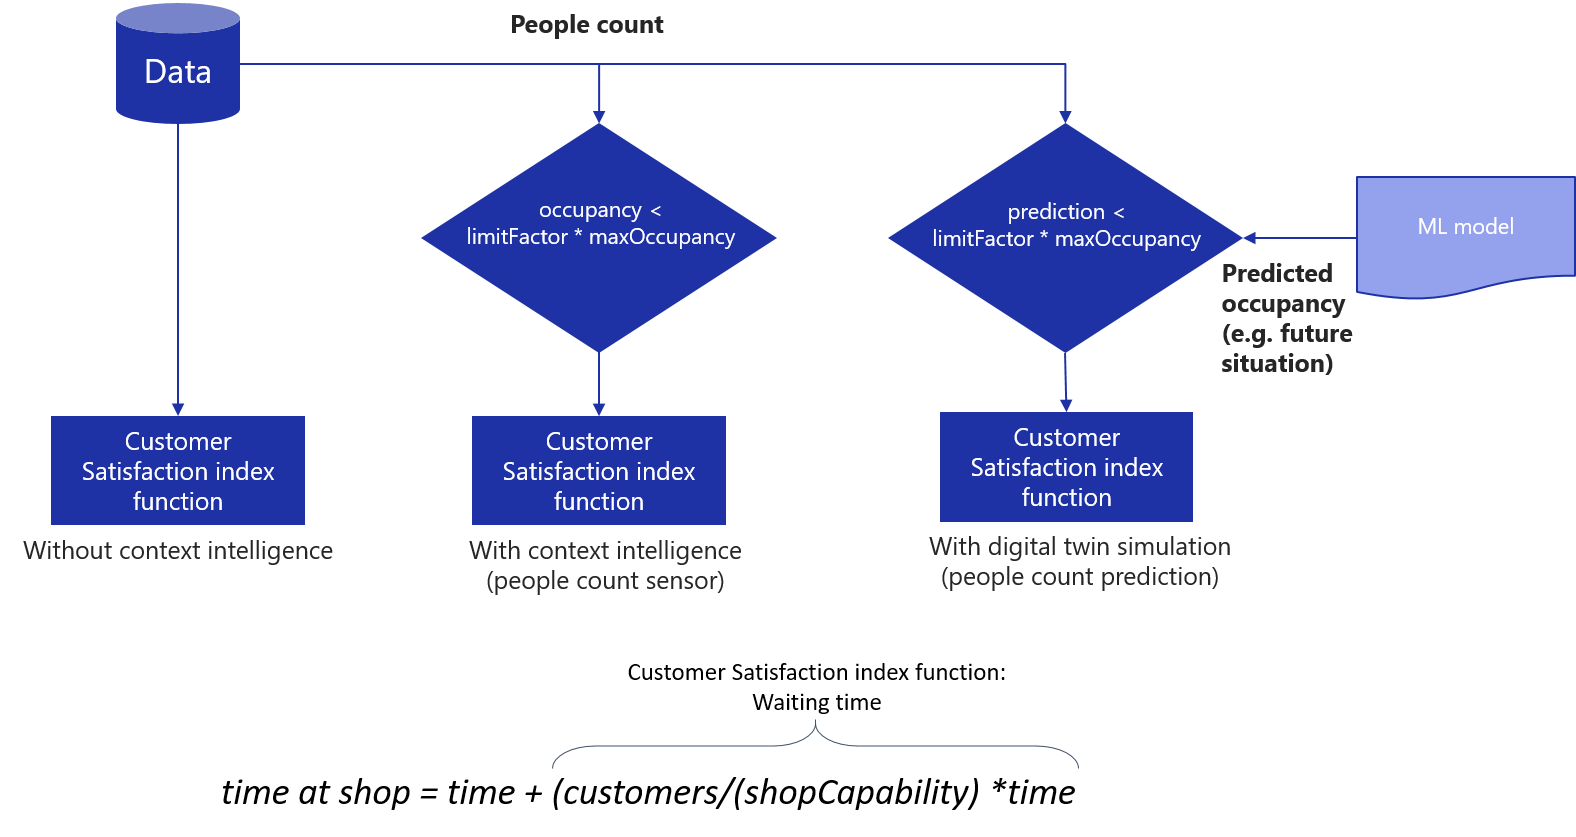 People count
Data
occupancy <
limitFactor * maxOccupancy
prediction <
limitFactor * maxOccupancy
ML model
Predicted
occupancy
(e.g. future
situation)
Customer
Satisfaction index
function
Without context intelligence
Customer
Satisfaction index
function
With context intelligence
(people count sensor)
Customer
Satisfaction index
function
With digital twin simulation
(people count prediction)
Customer Satisfaction index function:
Waiting time
time at shop = time + (customers/(shopCapability) *time